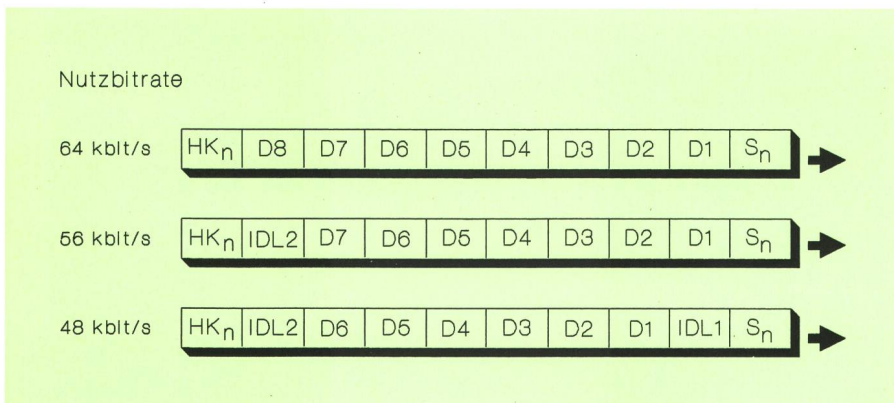 Nutzbitrate
64 kbit/s HKn D8 D7 D6 D5 D4 D3 D2 D1 Sn
56 kbit/s HKn IDL2 D7 D6 D5 D4 D3 D2 D1 Sn
48 kbit/s HKn IDL2 D6 D5 D4 D3 D2 D1 IDL1 Sn